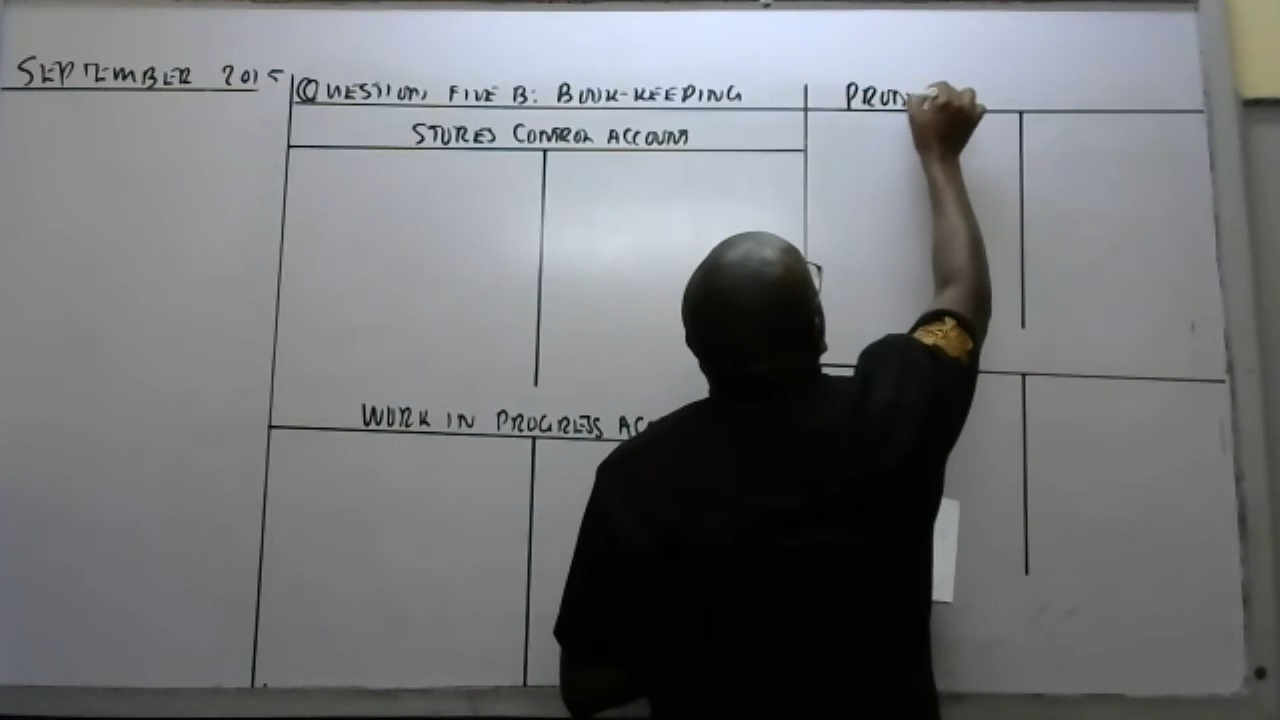 SEPTEMBER 2015
QUESTION FIVE B: BOOK-KEEPING
STORES CONTROL ACCOUNT
WORK IN PROGRESS